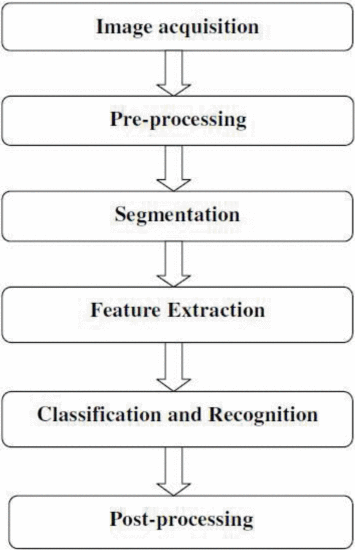 Image acquisition
Pre-processing
Segmentation
Feature Extraction
Classification and Recognition
Post-processing